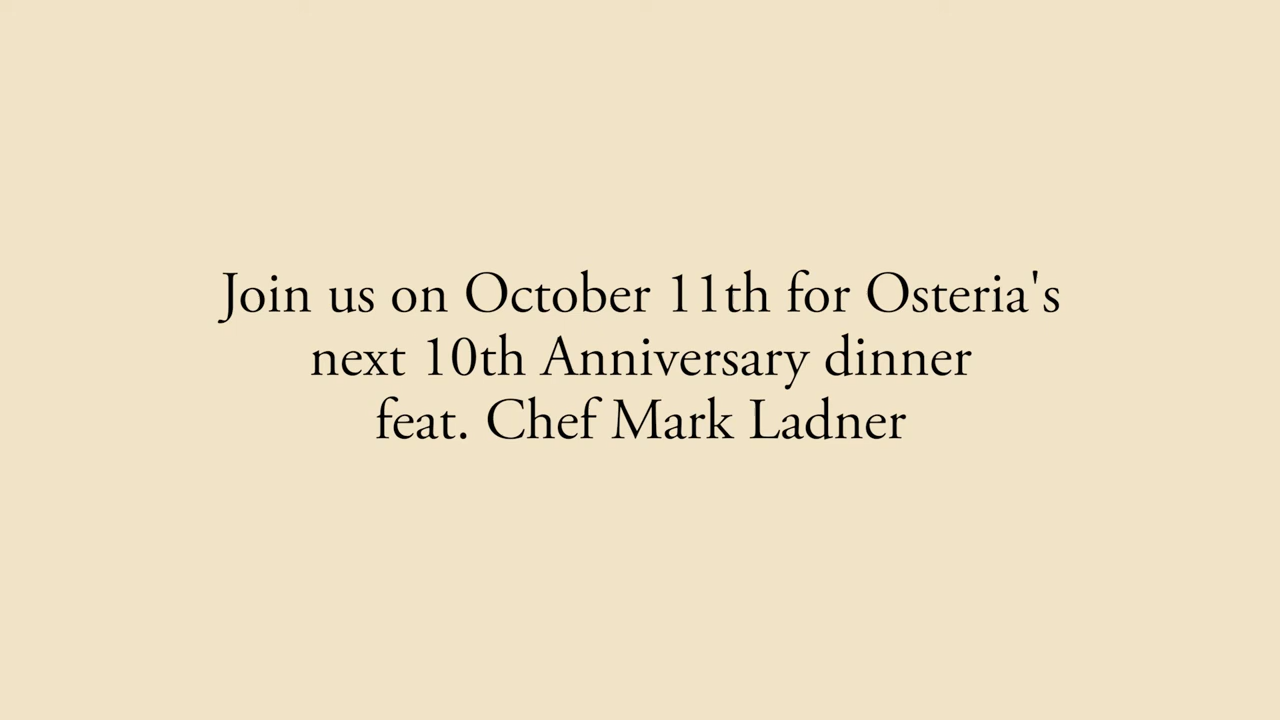 Join us on October 11th for Osteria's
next 10th Anniversary dinner
feat. Chef Mark Ladner